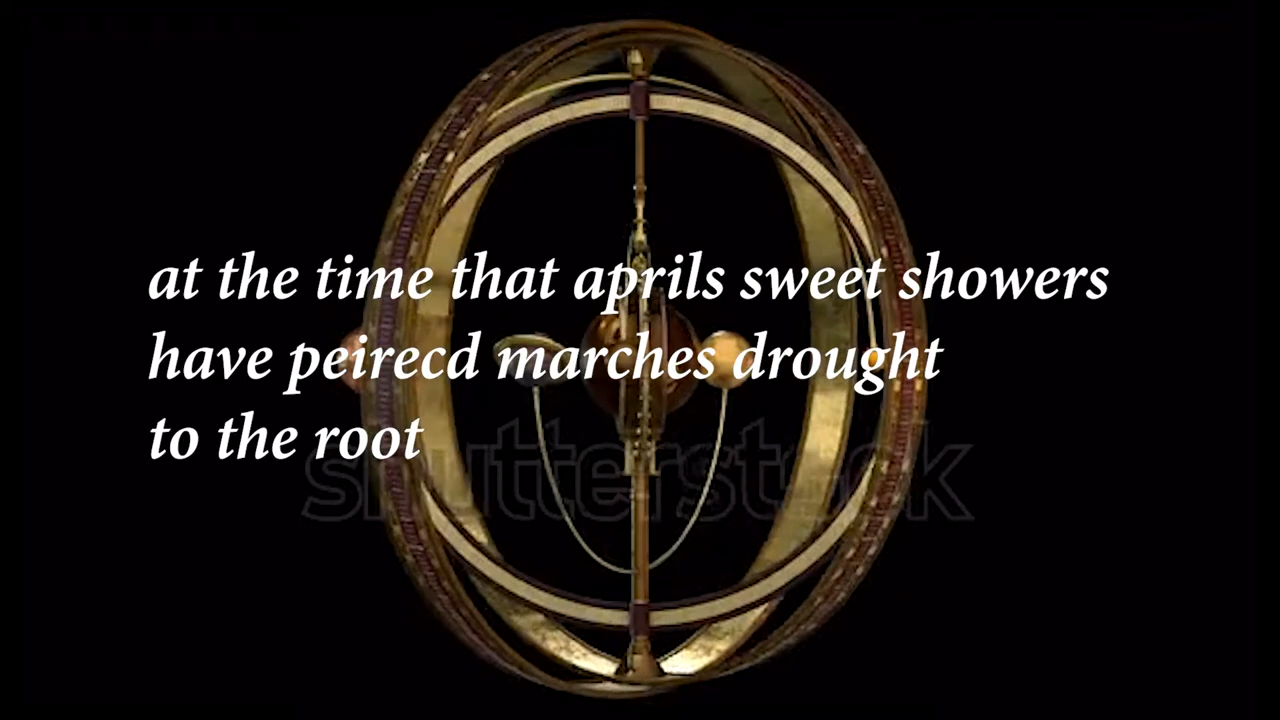 at the time that aprils sweet showers
have peirecd marches drought
to the root
shutterstock